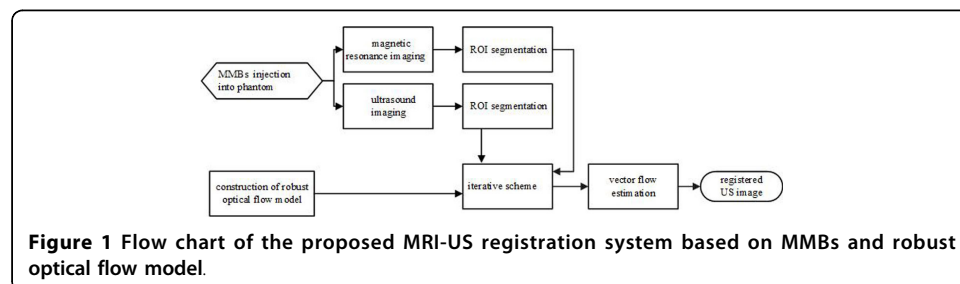 magnetic
resonance imaging
ROI segmentation
MMBs injection
into phantom
ultrasound
imaging
ROI segmentation
construction of robust
optical flow model
iterative scheme
vector flow
estimation
registered
US image
Figure 1 Flow chart of the proposed MRI-US registration system based on MMBs and robust
optical flow model.